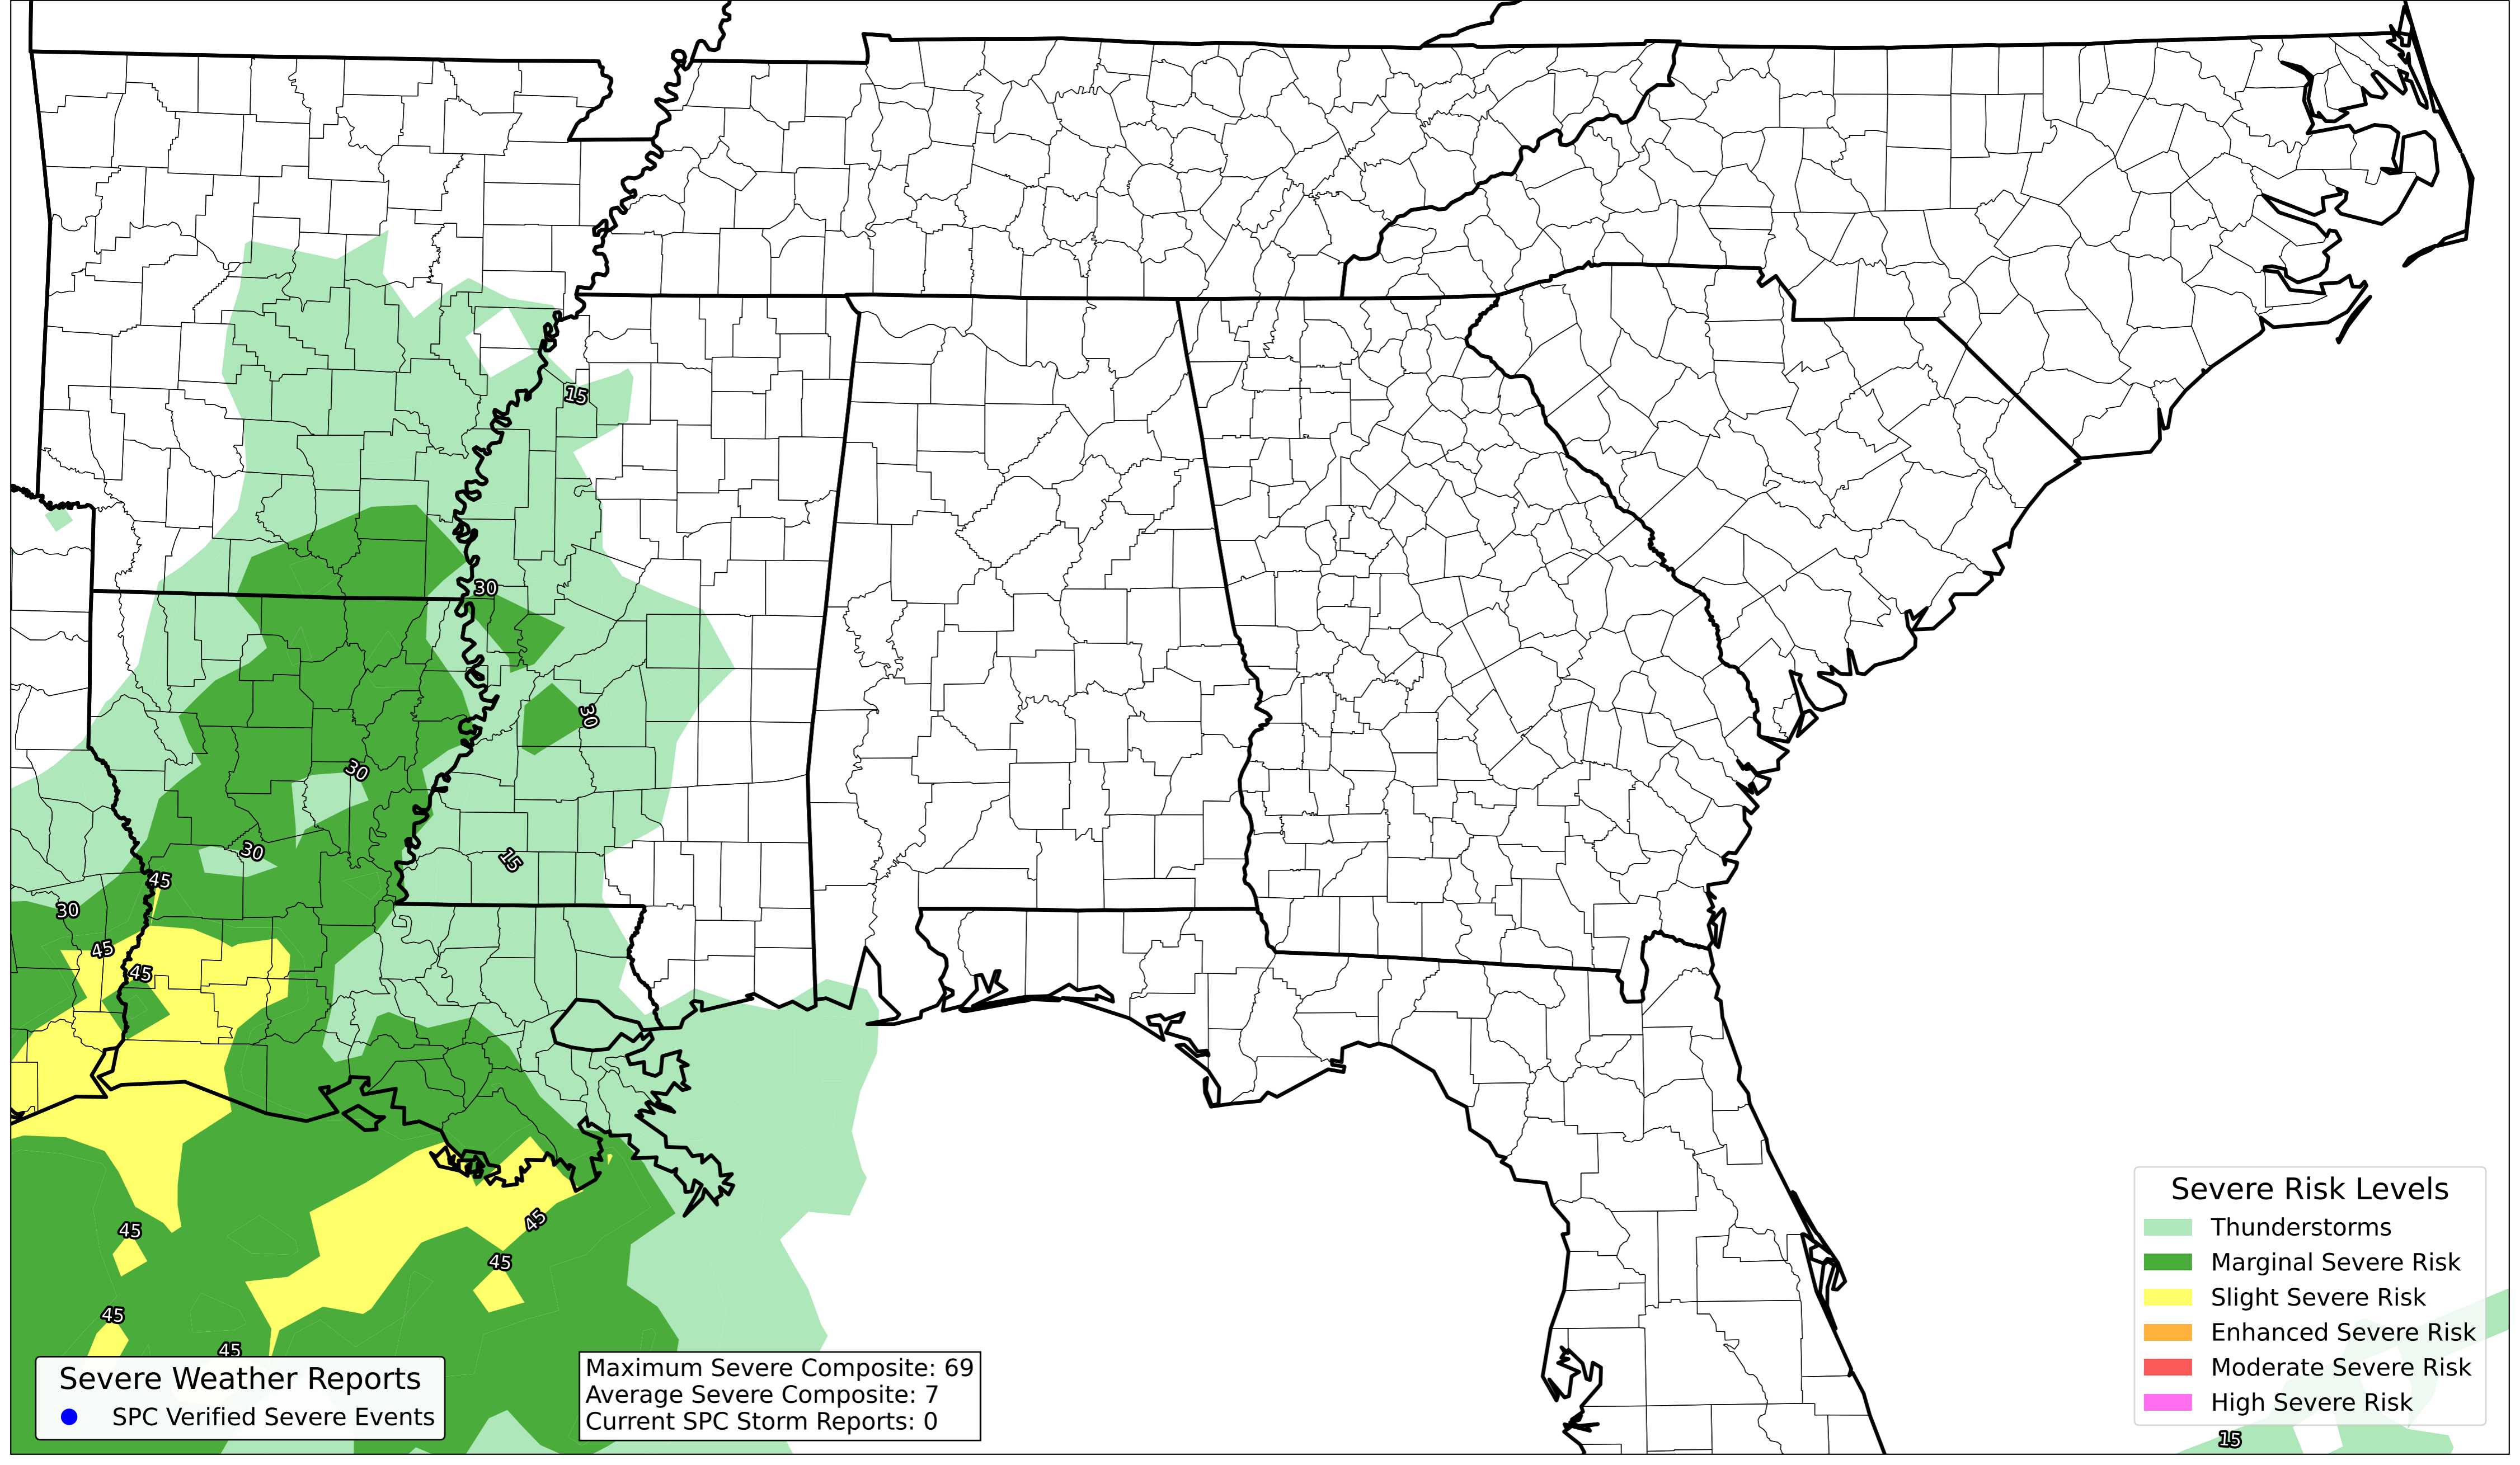 15
30
30
30
30
15
45
30
45
45
45
45
45
45
45
Severe Risk Levels
Thunderstorms
Marginal Severe Risk
Slight Severe Risk
Enhanced Severe Risk
Moderate Severe Risk
High Severe Risk
Severe Weather Reports
SPC Verified Severe Events
Maximum Severe Composite: 69
Average Severe Composite: 7
Current SPC Storm Reports: 0
15